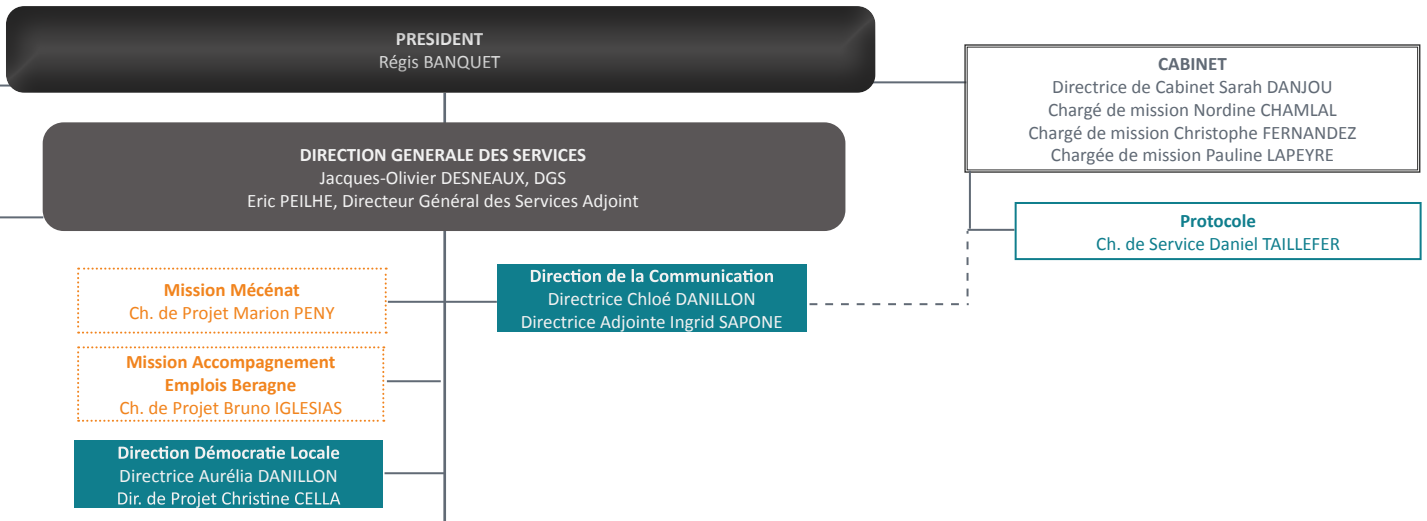 PRESIDENT
Régis BANQUET
CABINET
Directrice de Cabinet Sarah DANJOU
Chargé de mission Nordine CHAMLAL
Chargé de mission Christophe FERNANDEZ
Chargée de mission Pauline LAPEYRE
DIRECTION GENERALE DES SERVICES
Jacques-Olivier DESNEAUX, DGS
Eric PEILHE, Directeur Général des Services Adjoint
Protocole
Ch. de Service Daniel TAILLEFER
Mission Mécénat
Ch. de Projet Marion PENY
Direction de la Communication
Directrice Chloé DANILLON
Directrice Adjointe Ingrid SAPONE
Mission Accompagnement
Emplois Beragne
Ch. de Projet Bruno IGLESIAS
Direction Démocratie Locale
Directrice Aurélia DANILLON
Dir. de Projet Christine CELLA